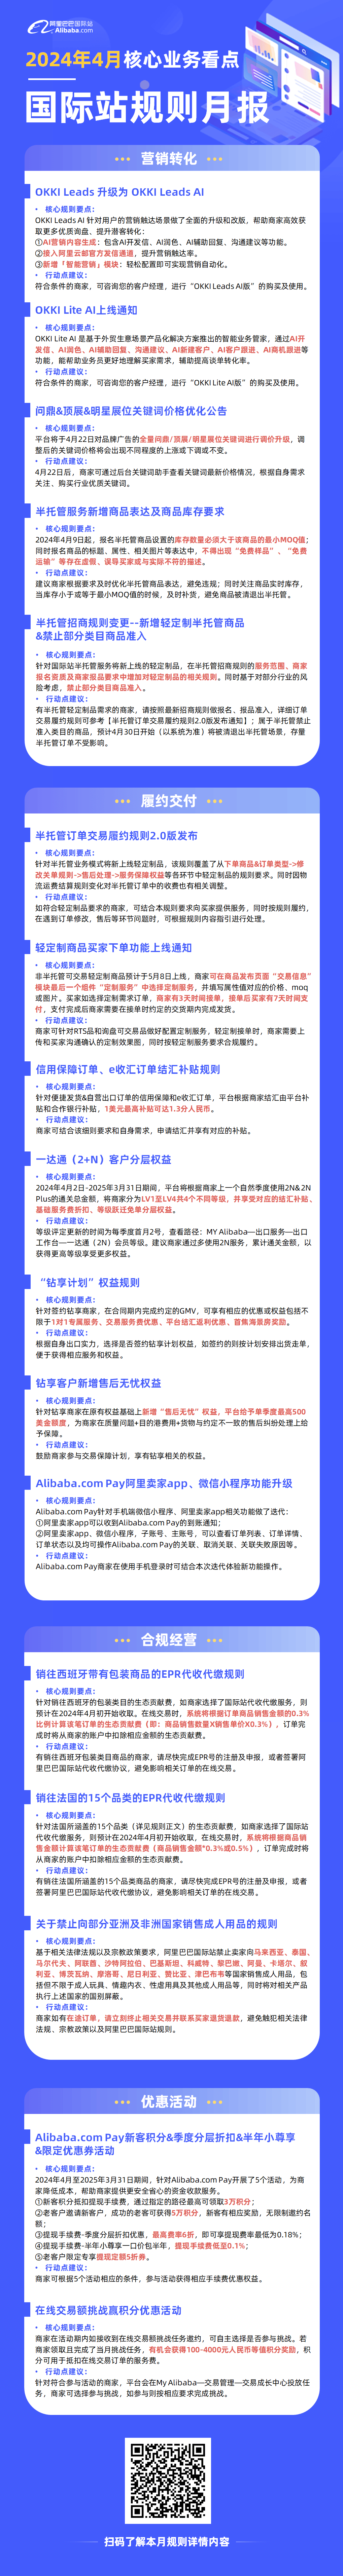 阿里巴巴国际站
Alibaba.com
2024年4月核心业务看点
国际站规则月报
营销转化
OKKI Leads 升级为 OKKI Leads AI
• 核心规则要点：
OKKI Leads AI 针对用户的营销触达场景做了全面的升级和改版，帮助商家高效获
取更多优质询盘、提升潜客转化：
①AI营销内容生成：包含AI开发信、AI润色、AI辅助回复、沟通建议等功能。
②接入阿里云邮官方发信通道，提升营销触达率。
③新增「智能营销」模块：轻松配置即可实现营销自动化。
• 行动点建议：
符合条件的商家，可咨询您的客户经理，进行 “OKKI Leads AI版” 的购买及使用。
OKKI Lite AI上线通知
• 核心规则要点：
OKKI Lite AI 是基于外贸生意场景产品化解决方案推出的智能业务管家，通过AI开
发信、AI润色、AI辅助回复、沟通建议、AI新建客户、AI客户跟进、AI商机跟进等
功能，能帮助业务员更好地理解买家需求，辅助提高谈单转化率。
• 行动点建议：
符合条件的商家，可咨询您的客户经理，进行 “OKKI Lite AI版” 的购买及使用。
问鼎&顶展&明星展位关键词价格优化公告
• 核心规则要点：
平台将于4月22日对品牌广告的全量问鼎/顶展/明星展位关键词进行调价升级，调
整后的关键词价格将会出现不同程度的上涨或下调或不变。
• 行动点建议：
4月22日后，商家可通过后台关键词助手查看关键词最新价格情况，根据自身需求
关注、购买行业优质关键词。
半托管服务新增商品表达及商品库存要求
• 核心规则要点：
2024年4月9日起，报名半托管商品设置的库存数量必须大于该商品的最小MOQ值；
同时报名商品的标题、属性、相关图片等表达中，不得出现 “免费样品” 、 “免费
运输” 等存在虚假、误导买家或与实际不符的描述。
• 行动点建议：
建议商家根据要求及时优化半托管商品表达，避免违规；同时关注商品实时库存，
当库存小于或等于最小MOQ值的时候，及时补货，避免商品被清退出半托管。
半托管招商规则变更--新增轻定制半托管商品
&禁止部分类目商品准入
• 核心规则要点：
针对国际站半托管服务将新上线的轻定制品，在半托管招商规则的服务范围、商家
报名资质及商家报品要求中增加对轻定制品的相关规则。同时基于对部分行业的风
险考虑，禁止部分类目商品准入。
• 行动点建议：
有半托管轻定制品需求的商家，请按照最新招商规则做报名、报品准入，详细订单
交易履约规则可参考【半托管订单交易履约规则2.0版发布通知】；属于半托管禁止
准入类目的商品，预计4月30日开始（以系统为准）将被清退出半托管场景，存量
半托管订单不受影响。
履约交付
半托管订单交易履约规则2.0版发布
• 核心规则要点：
针对半托管业务模式将新上线轻定制品，该规则覆盖了从下单商品&订单类型->修
改关单规则->售后处理->服务保障权益等各环节中轻定制品的规则要求。同时因物
流运费结算规则变化对半托管订单中的收费也有相关调整。
• 行动点建议：
如符合轻定制品要求的商家，可结合本规则要求向买家提供服务，同时按规则履约，
在遇到订单修改，售后等环节问题时，可根据规则内容指引进行处理。
轻定制商品买家下单功能上线通知
• 核心规则要点：
非半托管可交易轻定制商品预计于5月8日上线，商家可在商品发布页面 “交易信息”
模块最后一个组件 “定制服务” 中选择定制服务，并填写属性值对应的价格、moq
或图片。买家如选择定制需求订单，商家有3天时间接单，接单后买家有7天时间支
付，支付完成后商家需要在接单时约定的交货期内完成发货。
• 行动点建议：
商家可针对RTS品和询盘可交易品做好配置定制服务，轻定制接单时，商家需要上
传和买家沟通确认的定制效果图，同时按轻定制服务要求合规履约。
信用保障订单、e收汇订单结汇补贴规则
• 核心规则要点：
针对便捷发货&自营出口订单的信用保障和e收汇订单，平台根据商家结汇由平台补
贴和合作银行补贴，1美元最高补贴可达1.3分人民币。
• 行动点建议：
商家可结合该细则要求和自身需求，申请结汇并享有对应的补贴。
一达通（2+N）客户分层权益
• 核心规则要点：
2024年4月2日-2025年3月31日期间，平台将根据商家上一个自然季度使用2N&2N
Plus的通关总金额，将商家分为LV1至LV4共4个不同等级，并享受对应的结汇补贴、
基础服务费折扣、等级跃迁免单分层权益。
• 行动点建议：
等级评定更新的时间为每季度首月2号，查看路径：MY Alibaba—出口服务—出口
工作台—一达通（2N）会员等级。建议商家通过多使用2N服务，累计通关金额，以
获得更高等级享受更多权益。
“钻享计划” 权益规则
• 核心规则要点：
针对签约钻享商家，在合同期内完成约定的GMV，可享有相应的优惠或权益包括不
限于1对1专属服务、交易服务费优惠、平台结汇返利优惠、首焦海景房奖励。
• 行动点建议：
根据自身出口实力，选择是否签约钻享计划权益，如签约的则按计划安排出货走单，
便于获得相应服务和权益。
钻享客户新增售后无忧权益
• 核心规则要点：
针对钻享商家在原有权益基础上新增 “售后无忧” 权益，平台给予单季度最高500
美金额度，为商家在质量问题+目的港费用+货物与约定不一致的售后纠纷处理上给
予保障。
• 行动点建议：
鼓励商家参与交易保障计划，享有钻享相关的权益。
Alibaba.com Pay阿里卖家app、微信小程序功能升级
• 核心规则要点：
Alibaba.com Pay针对手机端微信小程序、阿里卖家app相关功能做了迭代：
①阿里卖家app可以收到Alibaba.com Pay的到账通知；
②阿里卖家app、微信小程序，子账号、主账号，可以查看订单列表、订单详情、
订单状态以及均可操作Alibaba.com Pay的关联、取消关联、关联失败原因等。
• 行动点建议：
Alibaba.com Pay商家在使用手机登录时可结合本次迭代体验新功能操作。
合规经营
销往西班牙带有包装商品的EPR代收代缴规则
• 核心规则要点：
针对销往西班牙的包装类目的生态贡献费，如商家选择了国际站代收代缴服务，则
预计在2024年4月初开始收取。在线交易时，系统将根据订单商品销售金额的0.3%
比例计算该笔订单的生态贡献费（即：商品销售数量X销售单价X0.3%），订单完
成时将从商家的账户中扣除相应金额的生态贡献费。
• 行动点建议：
有销往西班牙包装类目商品的商家，请尽快完成EPR号的注册及申报，或者签署阿
里巴巴国际站代收代缴协议，避免影响相关订单的在线交易。
销往法国的15个品类的EPR代收代缴规则
• 核心规则要点：
针对法国所涵盖的15个品类（详见规则正文）的生态贡献费，如商家选择了国际站
代收代缴服务，则预计在2024年4月初开始收取，在线交易时，系统将根据商品销
售金额计算该笔订单的生态贡献费（商品销售金额*0.3%或0.5%），订单完成时将
从商家的账户中扣除相应金额的生态贡献费。
• 行动点建议：
有销往法国所涵盖的15个品类商品的商家，请尽快完成EPR号的注册及申报，或者
签署阿里巴巴国际站代收代缴协议，避免影响相关订单的在线交易。
关于禁止向部分亚洲及非洲国家销售成人用品的规则
• 核心规则要点：
基于相关法律法规以及宗教政策要求，阿里巴巴国际站禁止卖家向马来西亚、泰国、
马尔代夫、阿联酋、沙特阿拉伯、巴基斯坦、科威特、黎巴嫩、阿曼、卡塔尔、叙
利亚、博茨瓦纳、摩洛哥、尼日利亚、赞比亚、津巴布韦等国家销售成人用品，包
括但不限于成人玩具、情趣内衣、性虐用具及其他成人用品等，同时将对相关产品
执行上述国家的国别屏蔽。
• 行动点建议：
商家如有在途订单，请立刻终止相关交易并联系买家退货退款，避免触犯相关法律
法规、宗教政策以及阿里巴巴国际站规则。
优惠活动
Alibaba.com Pay新客积分&季度分层折扣&半年小尊享
&限定优惠券活动
• 核心规则要点：
2024年4月至2025年3月31日期间，针对Alibaba.com Pay开展了5个活动，为商
家降低成本，帮助商家提供更安全省心的资金收款服务。
①新客积分抵扣提现手续费，通过指定的路径最高可领取3万积分；
②老客户邀请新客户，成功的老客可获得5万积分，新客有相应奖励，无限制邀约名
额；
③提现手续费-季度分层折扣优惠，最高费率6折，即可享提现费率最低为0.18%；
④提现手续费-半年小尊享一口价包半年，提现手续费低至0.1%；
⑤老客户限定专享提现定额5折券。
• 行动点建议：
商家可根据5个活动相应的条件，参与活动获得相应手续费优惠权益。
在线交易额挑战赢积分优惠活动
• 核心规则要点：
商家在活动期内如接收到在线交易额挑战任务邀约，可自主选择是否参与挑战。若
商家领取且完成了当月挑战任务，有机会获得100-4000元人民币等值积分奖励，积
分可用于抵扣在线交易订单的服务费。
• 行动点建议：
针对符合参与活动的商家，平台会在My Alibaba—交易管理—交易成长中心投放任
务，商家可选择参与挑战，如参与则按相应要求完成挑战。
扫码了解本月规则详情内容